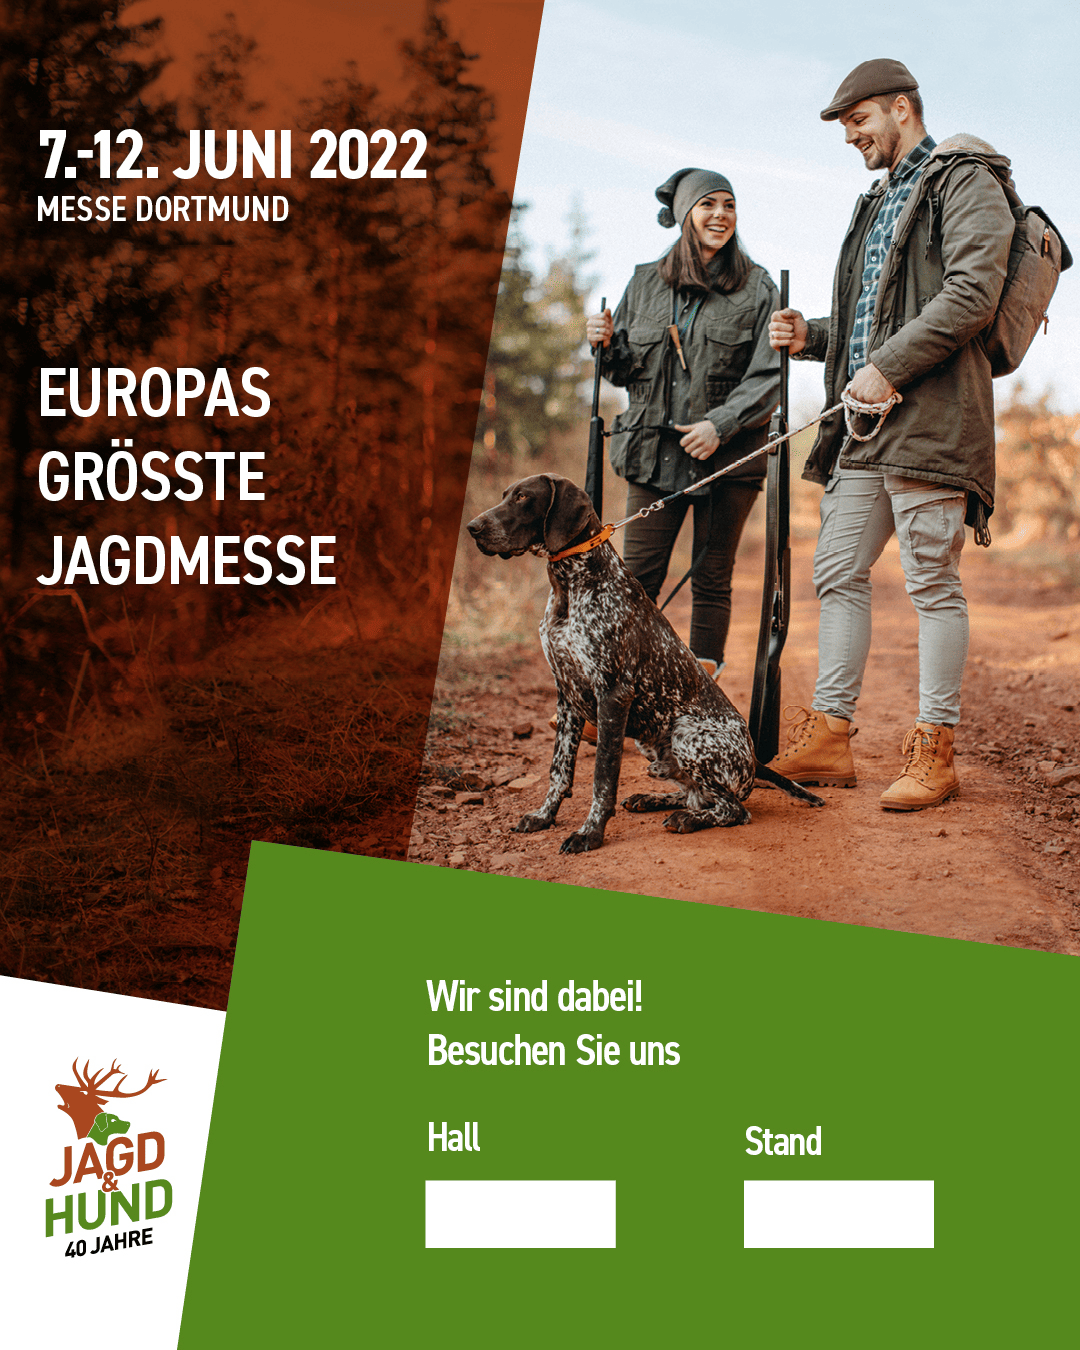 7.-12. JUNI 2022
MESSE DORTMUND
EUROPAS
GRÖSSTE
JAGDMESSE
Wir sind dabei!
Besuchen Sie uns
Hall
Stand
JAGD
&
HUND
40 JAHRE